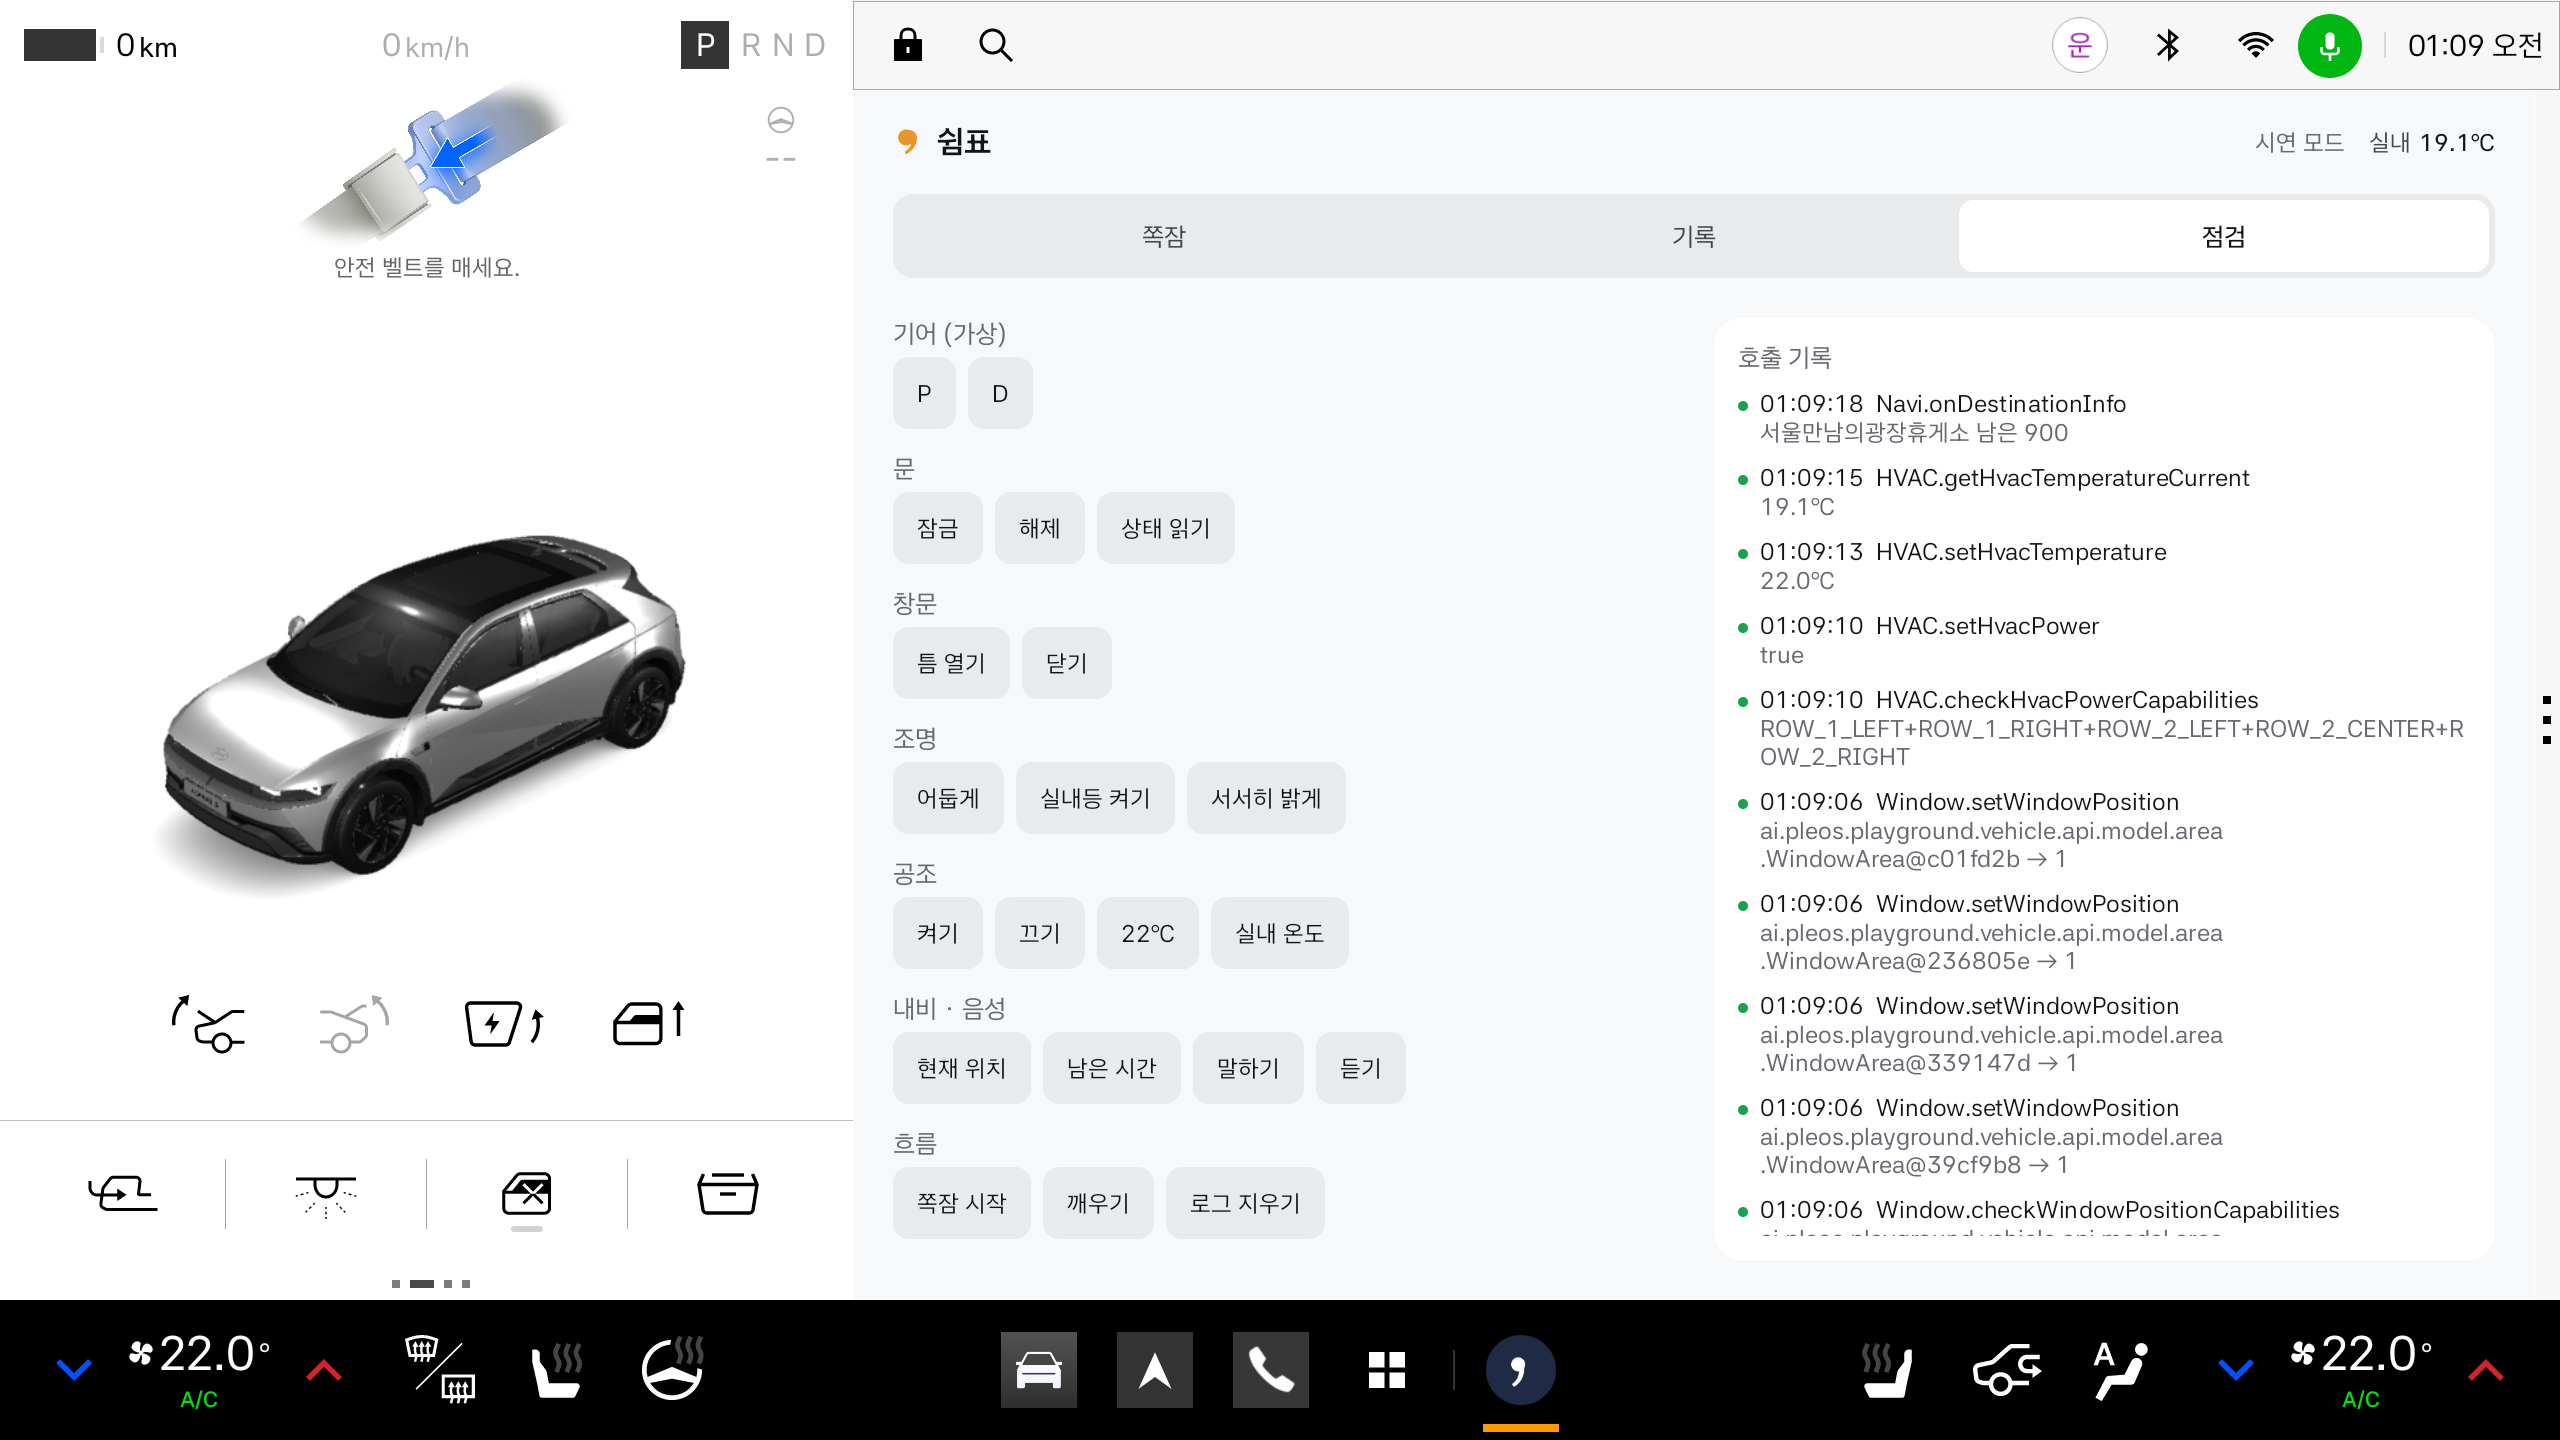 0 km
0 km/h
P R N D
운
01:09 오전
안전 벨트를 매세요.
쉼표
시연 모드 실내 19.1°C
쪽잠
기록
점검
기어 (가상)
P
D
문
잠금
해제
상태 읽기
창문
틈 열기
닫기
조명
어둡게
실내등 켜기
서서히 밝게
공조
켜기
끄기
22°C
실내 온도
내비 · 음성
현재 위치
남은 시간
말하기
듣기
흐름
쪽잠 시작
깨우기
로그 지우기
호출 기록
01:09:18 Navi.onDestinationInfo
서울만남의광장휴게소 남은 900
01:09:15 HVAC.getHvacTemperatureCurrent
19.1°C
01:09:13 HVAC.setHvacTemperature
22.0°C
01:09:10 HVAC.setHvacPower
true
01:09:10 HVAC.checkHvacPowerCapabilities
ROW_1_LEFT+ROW_1_RIGHT+ROW_2_LEFT+ROW_2_CENTER+R
OW_2_RIGHT
01:09:06 Window.setWindowPosition
ai.pleos.playground.vehicle.api.model.area
.WindowArea@c01fd2b → 1
01:09:06 Window.setWindowPosition
ai.pleos.playground.vehicle.api.model.area
.WindowArea@236805e → 1
01:09:06 Window.setWindowPosition
ai.pleos.playground.vehicle.api.model.area
.WindowArea@339147d → 1
01:09:06 Window.setWindowPosition
ai.pleos.playground.vehicle.api.model.area
.WindowArea@39cf9b8 → 1
01:09:06 Window.checkWindowPositionCapabilities
22.0°
A/C
A
22.0°
A/C